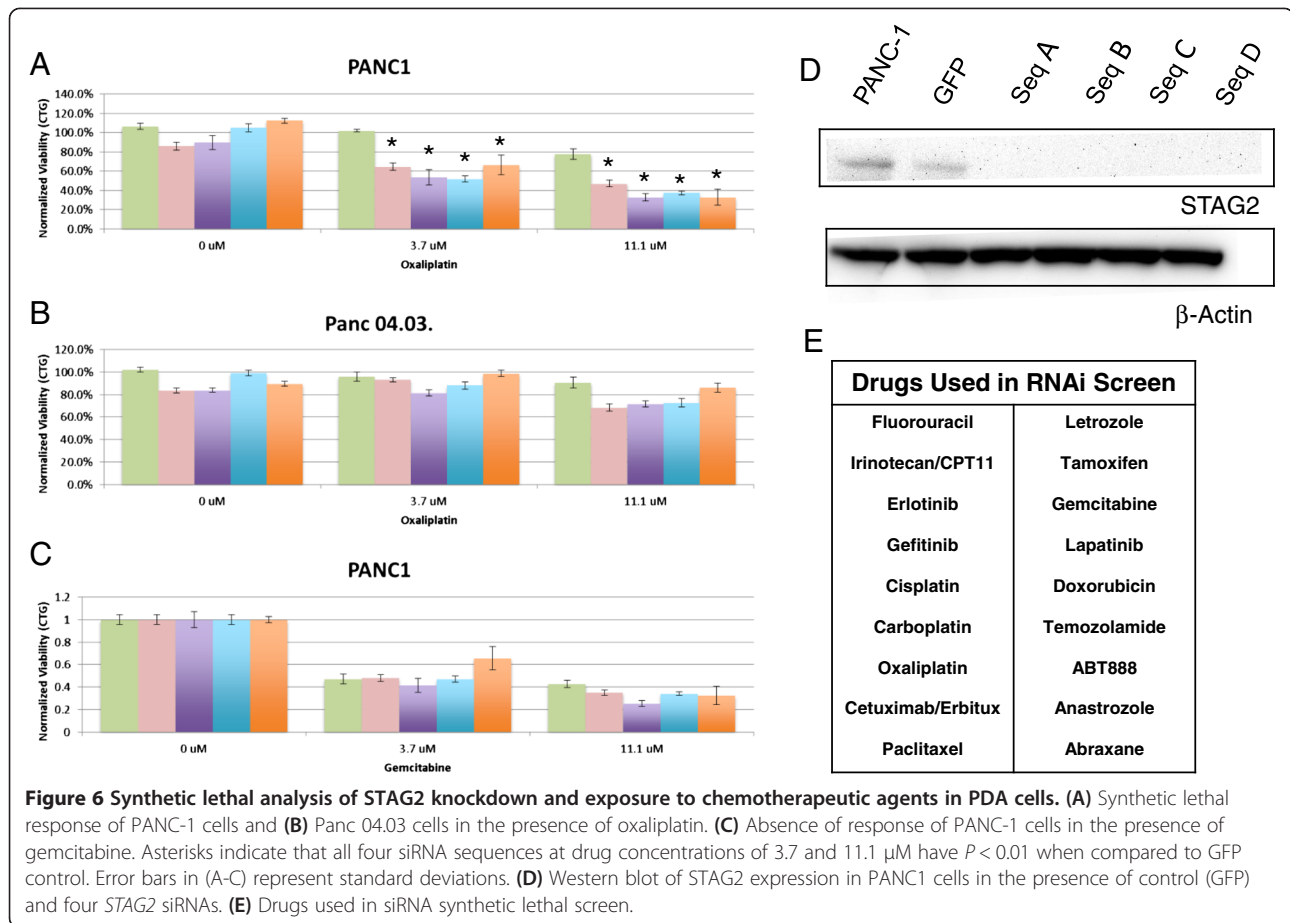 A
PANC1
Normalized Viability (CTG)
140.0%
120.0%
100.0%
80.0%
60.0%
40.0%
20.0%
0.0%
* * * * * * * *
0 uM 3.7 uM 11.1 uM
Oxaliplatin
B
Panc 04.03.
Normalized Viability (CTG)
120.0%
100.0%
80.0%
60.0%
40.0%
20.0%
0.0%
0 uM 3.7 uM 11.1 uM
Oxaliplatin
C
PANC1
Normalized Viability (CTG)
1.2
1
0.8
0.6
0.4
0.2
0
0 uM 3.7 uM 11.1 uM
Gemcitabine
D
PANC-1 GFP Seq A Seq B Seq C Seq D
STAG2
β-Actin
E
Drugs Used in RNAi Screen
Fluorouracil Letrozole
Irinotecan/CPT11 Tamoxifen
Erlotinib Gemcitabine
Gefitinib Lapatinib
Cisplatin Doxorubicin
Carboplatin Temozolamide
Oxaliplatin ABT888
Cetuximab/Erbitux Anastrozole
Paclitaxel Abraxane
Figure 6 Synthetic lethal analysis of STAG2 knockdown and exposure to chemotherapeutic agents in PDA cells. (A) Synthetic lethal
response of PANC-1 cells and (B) Panc 04.03 cells in the presence of oxaliplatin. (C) Absence of response of PANC-1 cells in the presence of
gemcitabine. Asterisks indicate that all four siRNA sequences at drug concentrations of 3.7 and 11.1 μM have P < 0.01 when compared to GFP
control. Error bars in (A-C) represent standard deviations. (D) Western blot of STAG2 expression in PANC1 cells in the presence of control (GFP)
and four STAG2 siRNAs. (E) Drugs used in siRNA synthetic lethal screen.